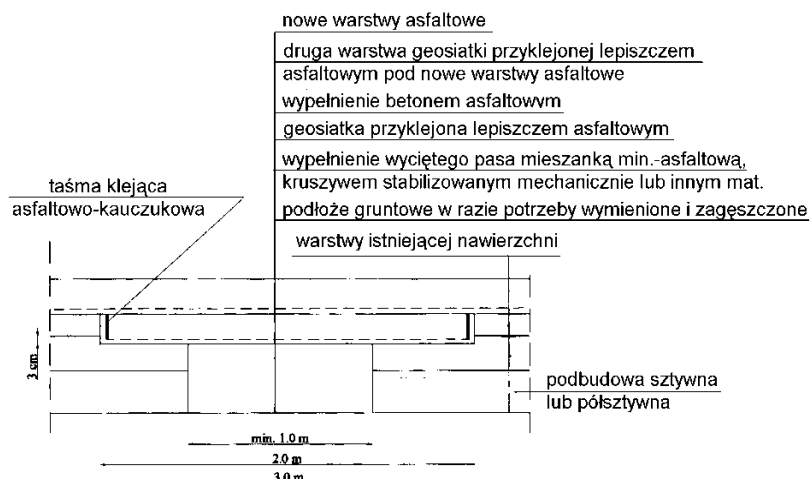 nowe warstwy asfaltowe
druga warstwa geosiatki przyklejonej lepiszczem
asfaltowym pod nowe warstwy asfaltowe
wypełnienie betonem asfaltowym
geosiatka przyklejona lepiszczem asfaltowym
wypełnienie wyciętego pasa mieszanką min.-asfaltową,
kruszywem stabilizowanym mechanicznie lub innym mat.
podłoże gruntowe w razie potrzeby wymienione i zagęszczone
warstwy istniejącej nawierzchni
taśma klejąca
asfaltowo-kauczukowa
3 cm
podbudowa sztywna
lub półsztywna
min. 1.0 m
2.0 m
3.0 m